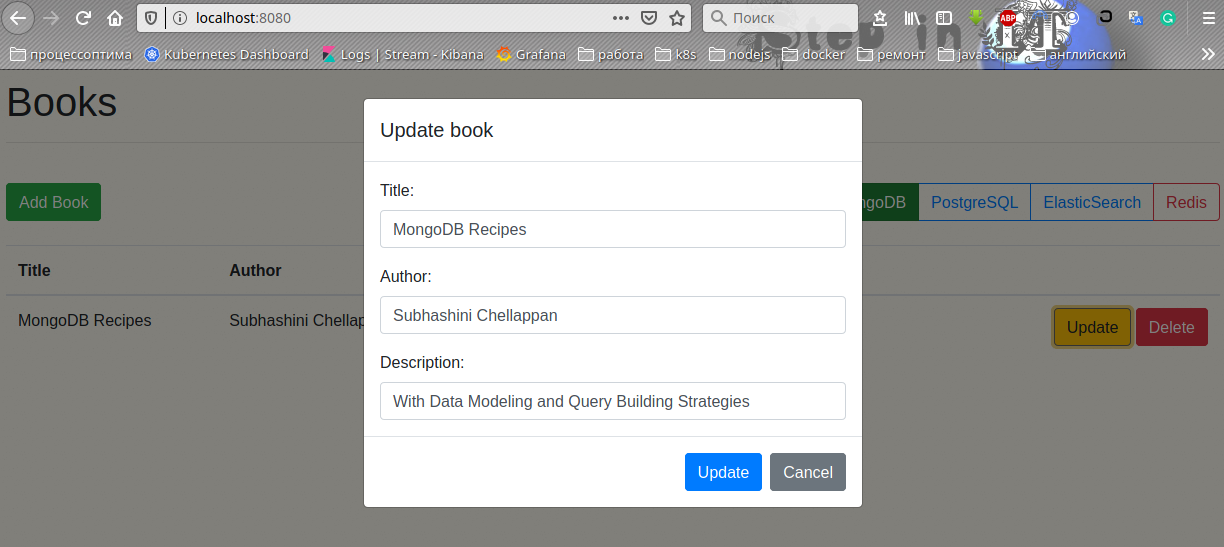 localhost:8080
Поиск
ABP
Step in IT
процессоптима Kubernetes Dashboard Logs | Stream - Kibana Grafana работа k8s nodejs docker ремонт javascript английский
Books
Update book
Title:
MongoDB Recipes
Author:
Subhashini Chellappan
Description:
With Data Modeling and Query Building Strategies
Update Cancel
Add Book
ngoDB PostgreSQL ElasticSearch Redis
Title Author
MongoDB Recipes Subhashini Chellap Update Delete